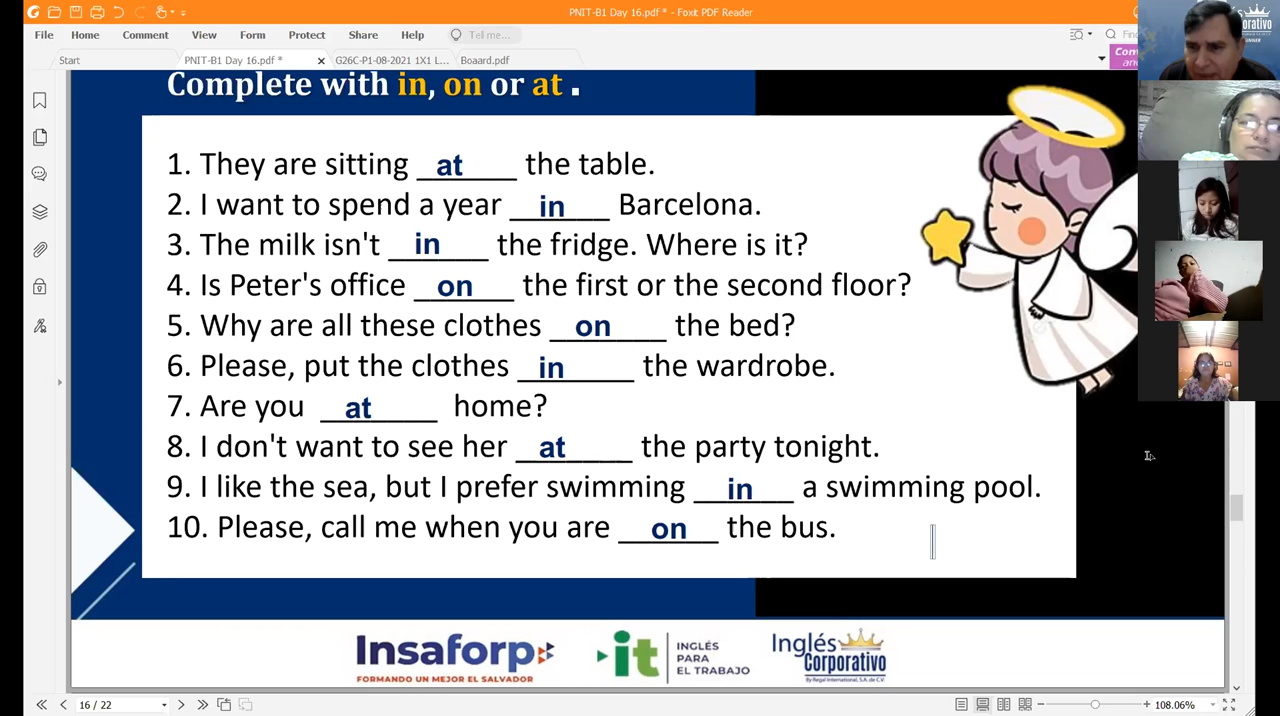 PNIT-B1 Day 16.pdf * - Foxit PDF Reader
File Home Comment View Form Protect Share Help Tell me...
Start PNIT-B1 Day 16.pdf * G26C-P1-08-2021 1X1 L... Boaard.pdf
Complete with in, on or at .
1. They are sitting at the table.
2. I want to spend a year in Barcelona.
3. The milk isn't in the fridge. Where is it?
4. Is Peter's office on the first or the second floor?
5. Why are all these clothes on the bed?
6. Please, put the clothes in the wardrobe.
7. Are you at home?
8. I don't want to see her at the party tonight.
9. I like the sea, but I prefer swimming in a swimming pool.
10. Please, call me when you are on the bus.
Insaforp
FORMANDO UN MEJOR EL SALVADOR
it
INGLÉS
PARA
EL TRABAJO
Inglés
Corporativo
By Regal International, S.A. de C.V.
16 / 22
108.06%